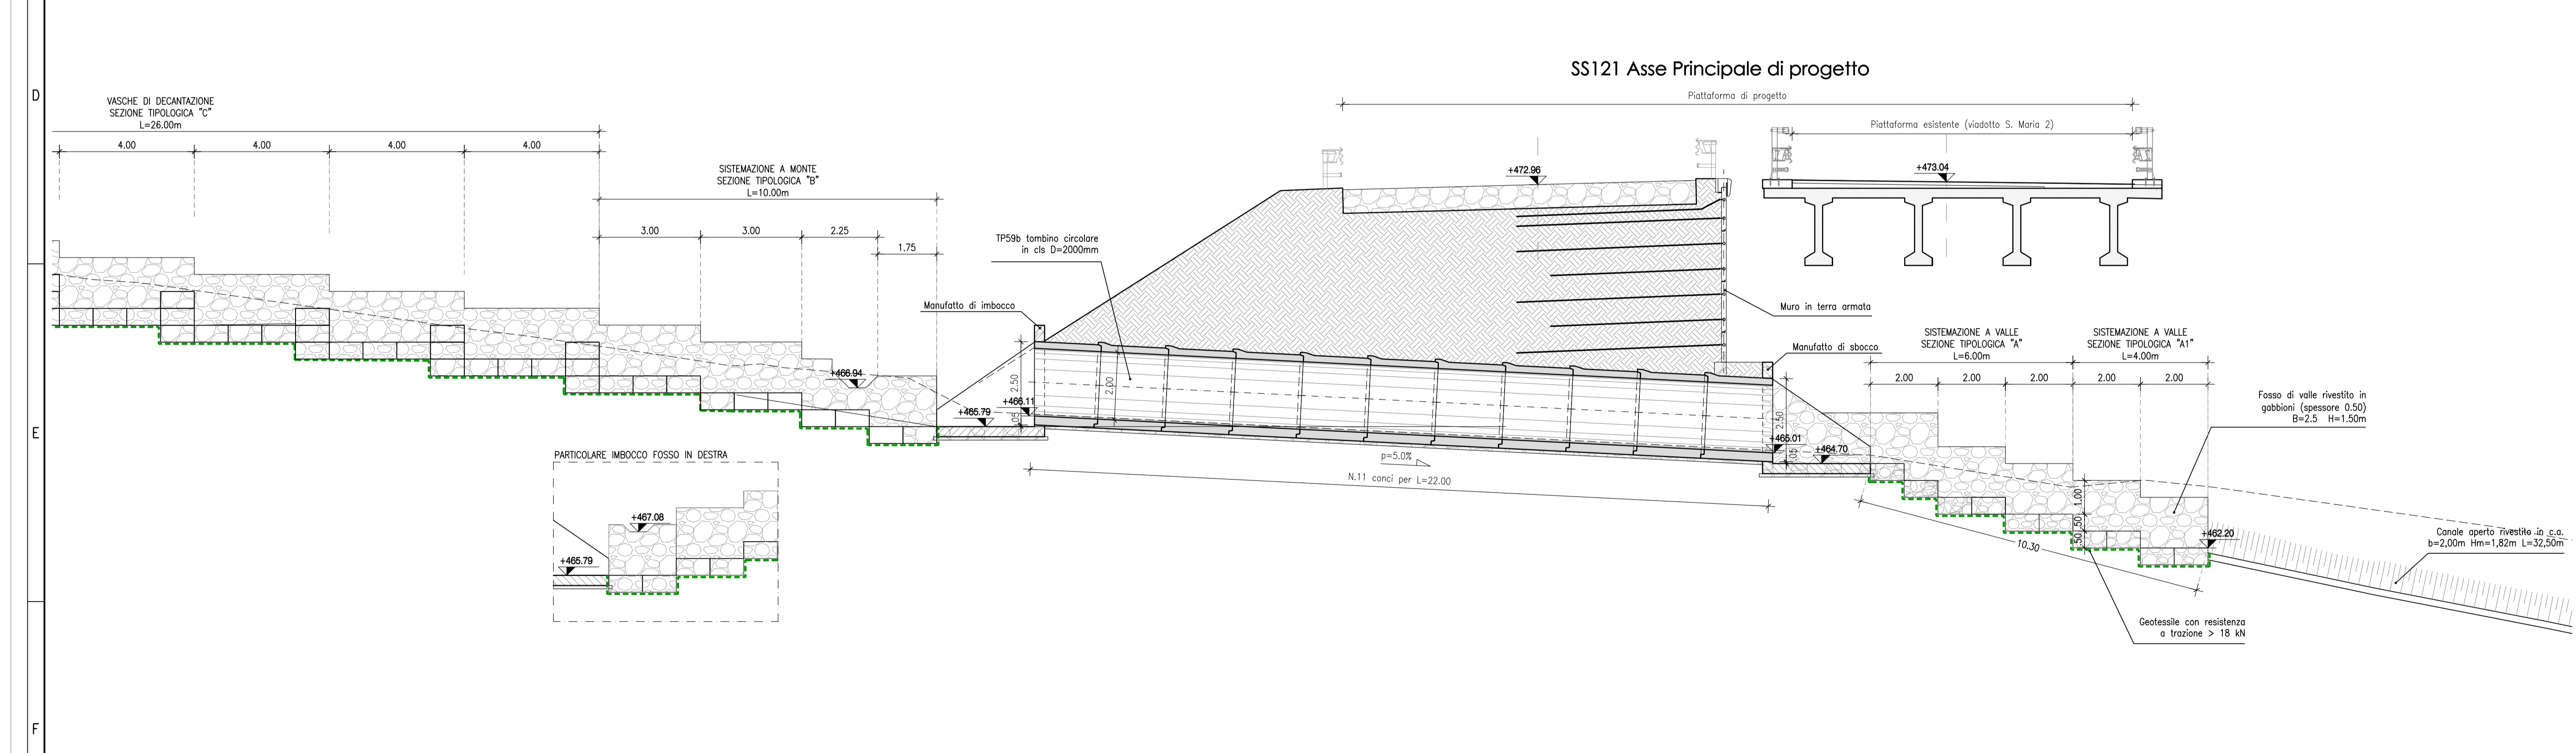 SS121 Asse Principale di progetto
Piattaforma di progetto
Piattaforma esistente (viadotto S. Maria 2)
+472.96
+473.04
D
E
F
VASCHE DI DECANTAZIONE
SEZIONE TIPOLOGICA "C"
L=26.00m
4.00
4.00
4.00
4.00
SISTEMAZIONE A MONTE
SEZIONE TIPOLOGICA "B"
L=10.00m
3.00
3.00
2.25
1.75
TP59b tombino circolare
in cls D=2000mm
Manufatto di imbocco
+466.94
+465.79
+466.11
2.50
2.00
Muro in terra armata
Manufatto di sbocco
p=5.0%
N.11 conci per L=22.00
2.50
+465.01
+464.70
SISTEMAZIONE A VALLE
SEZIONE TIPOLOGICA "A"
L=6.00m
SISTEMAZIONE A VALLE
SEZIONE TIPOLOGICA "A1"
L=4.00m
2.00
2.00
2.00
2.00
2.00
Fosso di valle rivestito in
gabbioni (spessore 0.50)
B=2.5 H=1.50m
1.00
.50
.50
10.30
+462.20
Canale aperto rivestito in c.a.
b=2,00m Hm=1,82m L=32,50m
Geotessile con resistenza
a trazione > 18 kN
PARTICOLARE IMBOCCO FOSSO IN DESTRA
+467.08
+465.79